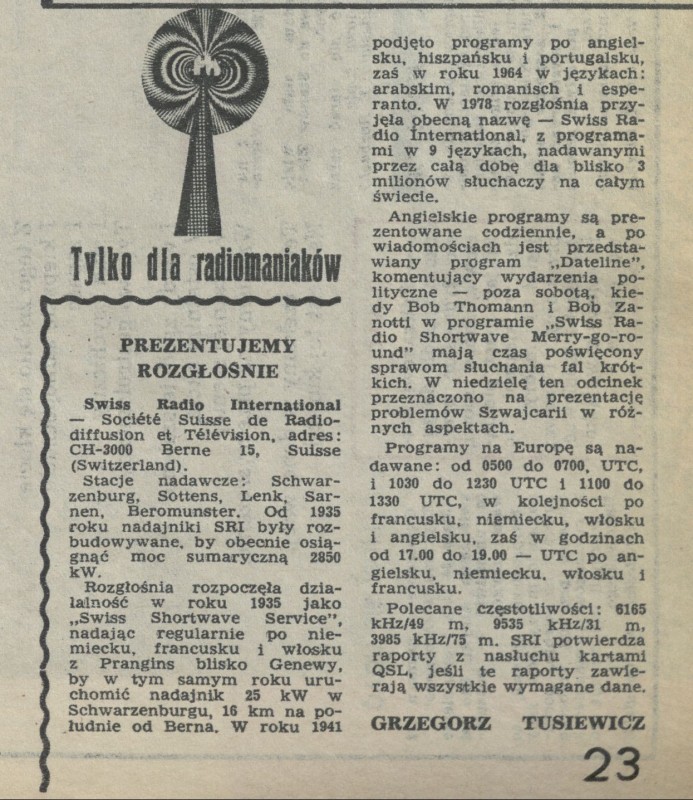 Tylko dla radiomaniaków
PREZENTUJEMY
ROZGŁOŚNIE
Swiss Radio International
— Société Suisse de Radio-
diffusion et Télévision, adres:
CH-3000 Berne 15, Suisse
(Switzerland).
Stacje nadawcze: Schwar-
zenburg, Sottens, Lenk, Sar-
nen, Beromunster. Od 1935
roku nadajniki SRI były roz-
budowywane, by obecnie osią-
gnąć moc sumaryczną 2850
kW.
Rozgłośnia rozpoczęła dzia-
łalność w roku 1935 jako
„Swiss Shortwave Service”,
nadając regularnie po nie-
miecku, francusku i włosku
z Prangins blisko Genewy,
by w tym samym roku uru-
chomić nadajnik 25 kW w
Schwarzenburgu, 16 km na po-
łudnie od Berna. W roku 1941
podjęto programy po angiel-
sku, hiszpańsku i portugalsku,
zaś w roku 1964 w językach:
arabskim, romanisch i espe-
ranto. W 1978 rozgłośnia przy-
jęła obecną nazwę — Swiss Ra-
dio International, z programa-
mi w 9 językach, nadawanymi
przez całą dobę dla blisko 3
milionów słuchaczy na całym
świecie.
Angielskie programy są pre-
zentowane codziennie, a po
wiadomościach jest przedsta-
wiany program „Dateline”,
komentujący wydarzenia po-
lityczne — poza sobotą, kie-
dy Bob Thomann i Bob Za-
notti w programie „Swiss Ra-
dio Shortwave Merry-go-ro-
und” mają czas poświęcony
sprawom słuchania fal krót-
kich. W niedzielę ten odcinek
przeznaczono na prezentację
problemów Szwajcarii w róż-
nych aspektach.
Programy na Europę są na-
dawane: od 0500 do 0700, UTC,
i 1030 do 1230 UTC i 1100 do
1330 UTC, w kolejności po
francusku, niemiecku, włosku
i angielsku, zaś w godzinach
od 17.00 do 19.00 — UTC po an-
gielsku, niemiecku, włosku i
francusku.
Polecane częstotliwości: 6165
kHz/49 m, 9535 kHz/31 m,
3985 kHz/75 m. SRI potwierdza
raporty z nasłuchu kartami
QSL, jeśli te raporty zawie-
rają wszystkie wymagane dane.
GRZEGORZ TUSIEWICZ
23